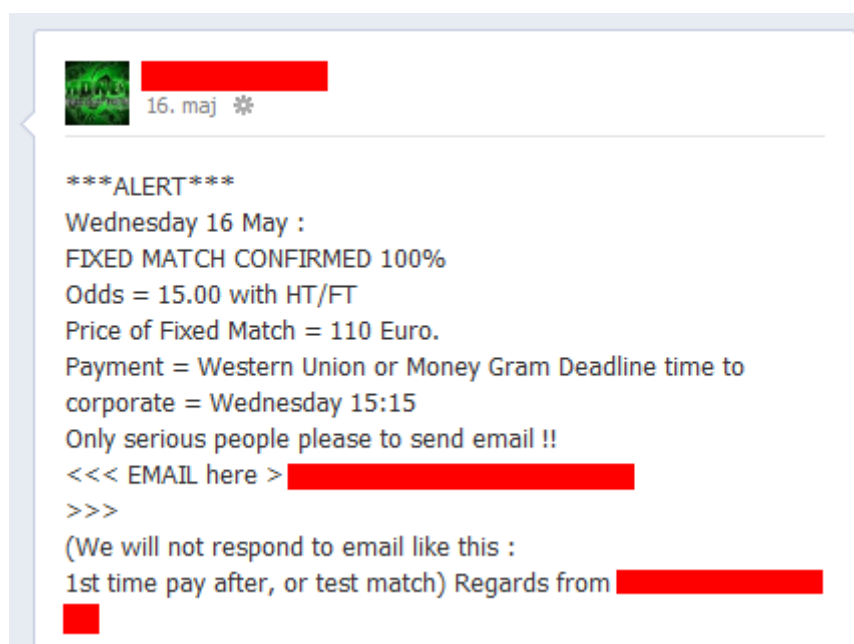 16. maj
***ALERT***
Wednesday 16 May :
FIXED MATCH CONFIRMED 100%
Odds = 15.00 with HT/FT
Price of Fixed Match = 110 Euro.
Payment = Western Union or Money Gram Deadline time to
corporate = Wednesday 15:15
Only serious people please to send email !!
<<< EMAIL here >
>>>
(We will not respond to email like this :
1st time pay after, or test match) Regards from